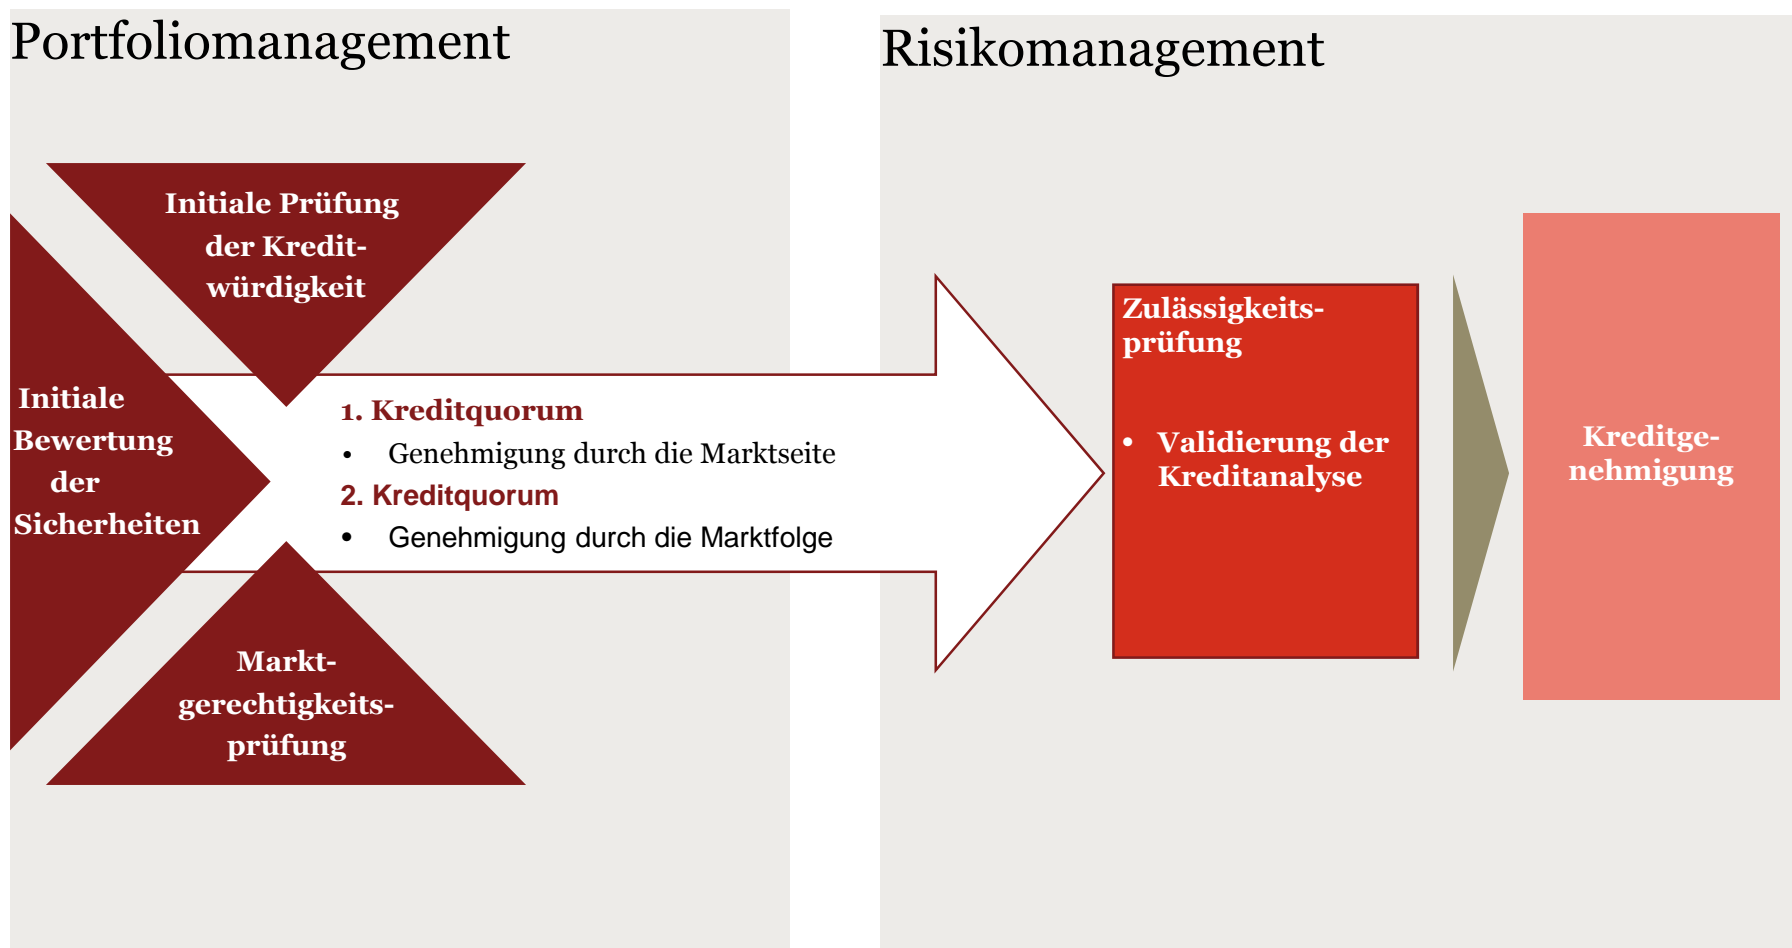 Portfoliomanagement
Risikomanagement
Initiale Prüfung
der Kredit-
würdigkeit
Initiale
Bewertung
der
Sicherheiten
1. Kreditquorum
• Genehmigung durch die Marktseite
2. Kreditquorum
• Genehmigung durch die Marktfolge
Markt-
gerechtigkeits-
prüfung
Zulässigkeits-
prüfung
• Validierung der
Kreditanalyse
Kreditge-
nehmigung